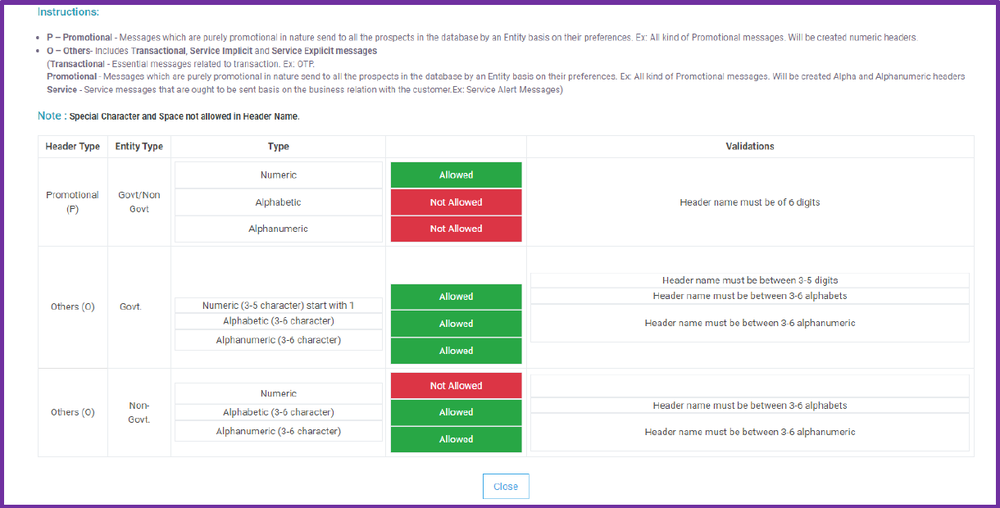 Instructions:
P – Promotional - Messages which are purely promotional in nature send to all the prospects in the database by an Entity basis on their preferences. Ex: All kind of Promotional messages. Will be created numeric headers.
O – Others- Includes Transactional, Service Implicit and Service Explicit messages
(Transactional - Essential messages related to transaction. Ex: OTP.
Promotional - Messages which are purely promotional in nature send to all the prospects in the database by an Entity basis on their preferences. Ex: All kind of Promotional messages. Will be created Alpha and Alphanumeric headers
Service - Service messages that are ought to be sent basis on the business relation with the customer.Ex: Service Alert Messages)
Note : Special Character and Space not allowed in Header Name.
Header Type Entity Type Type Validations
Promotional (P) Govt/Non Govt
Numeric Allowed
Alphabetic Not Allowed
Alphanumeric Not Allowed
Header name must be of 6 digits
Others (O) Govt.
Numeric (3-5 character) start with 1 Allowed Header name must be between 3-5 digits
Alphabetic (3-6 character) Allowed Header name must be between 3-6 alphabets
Alphanumeric (3-6 character) Allowed Header name must be between 3-6 alphanumeric
Others (O) Non-Govt.
Numeric Not Allowed
Alphabetic (3-6 character) Allowed Header name must be between 3-6 alphabets
Alphanumeric (3-6 character) Allowed Header name must be between 3-6 alphanumeric
Close